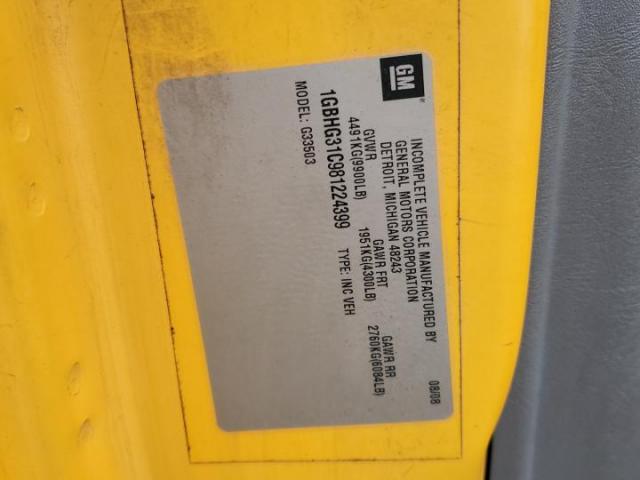 GM
INCOMPLETE VEHICLE MANUFACTURED BY
GENERAL MOTORS CORPORATION
DETROIT, MICHIGAN 48243
08/08
GVWR GAWR FRT GAWR RR
4491KG(9900LB) 1951KG(4300LB) 2760KG(6084LB)
1GBHG31C981224399 TYPE: INC VEH
MODEL: G33503